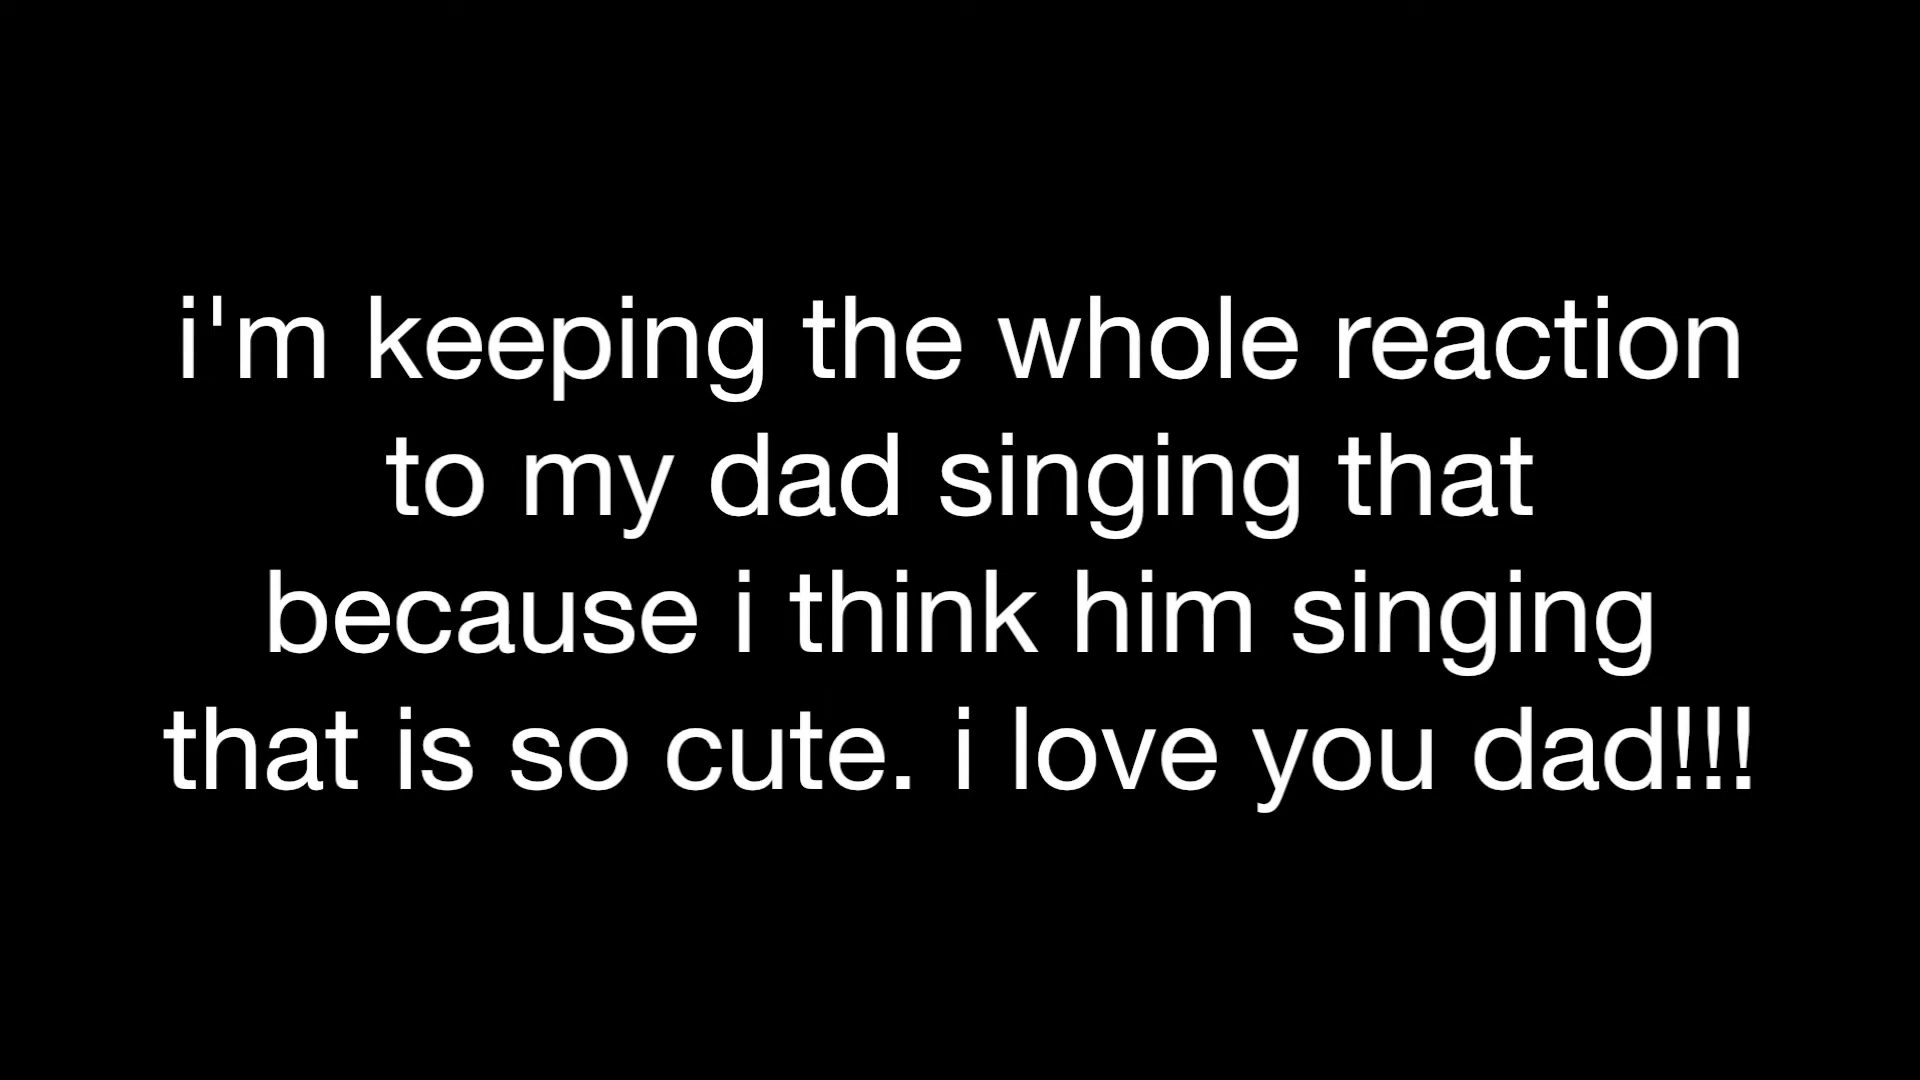 i'm keeping the whole reaction
to my dad singing that
because i think him singing
that is so cute. i love you dad!!!